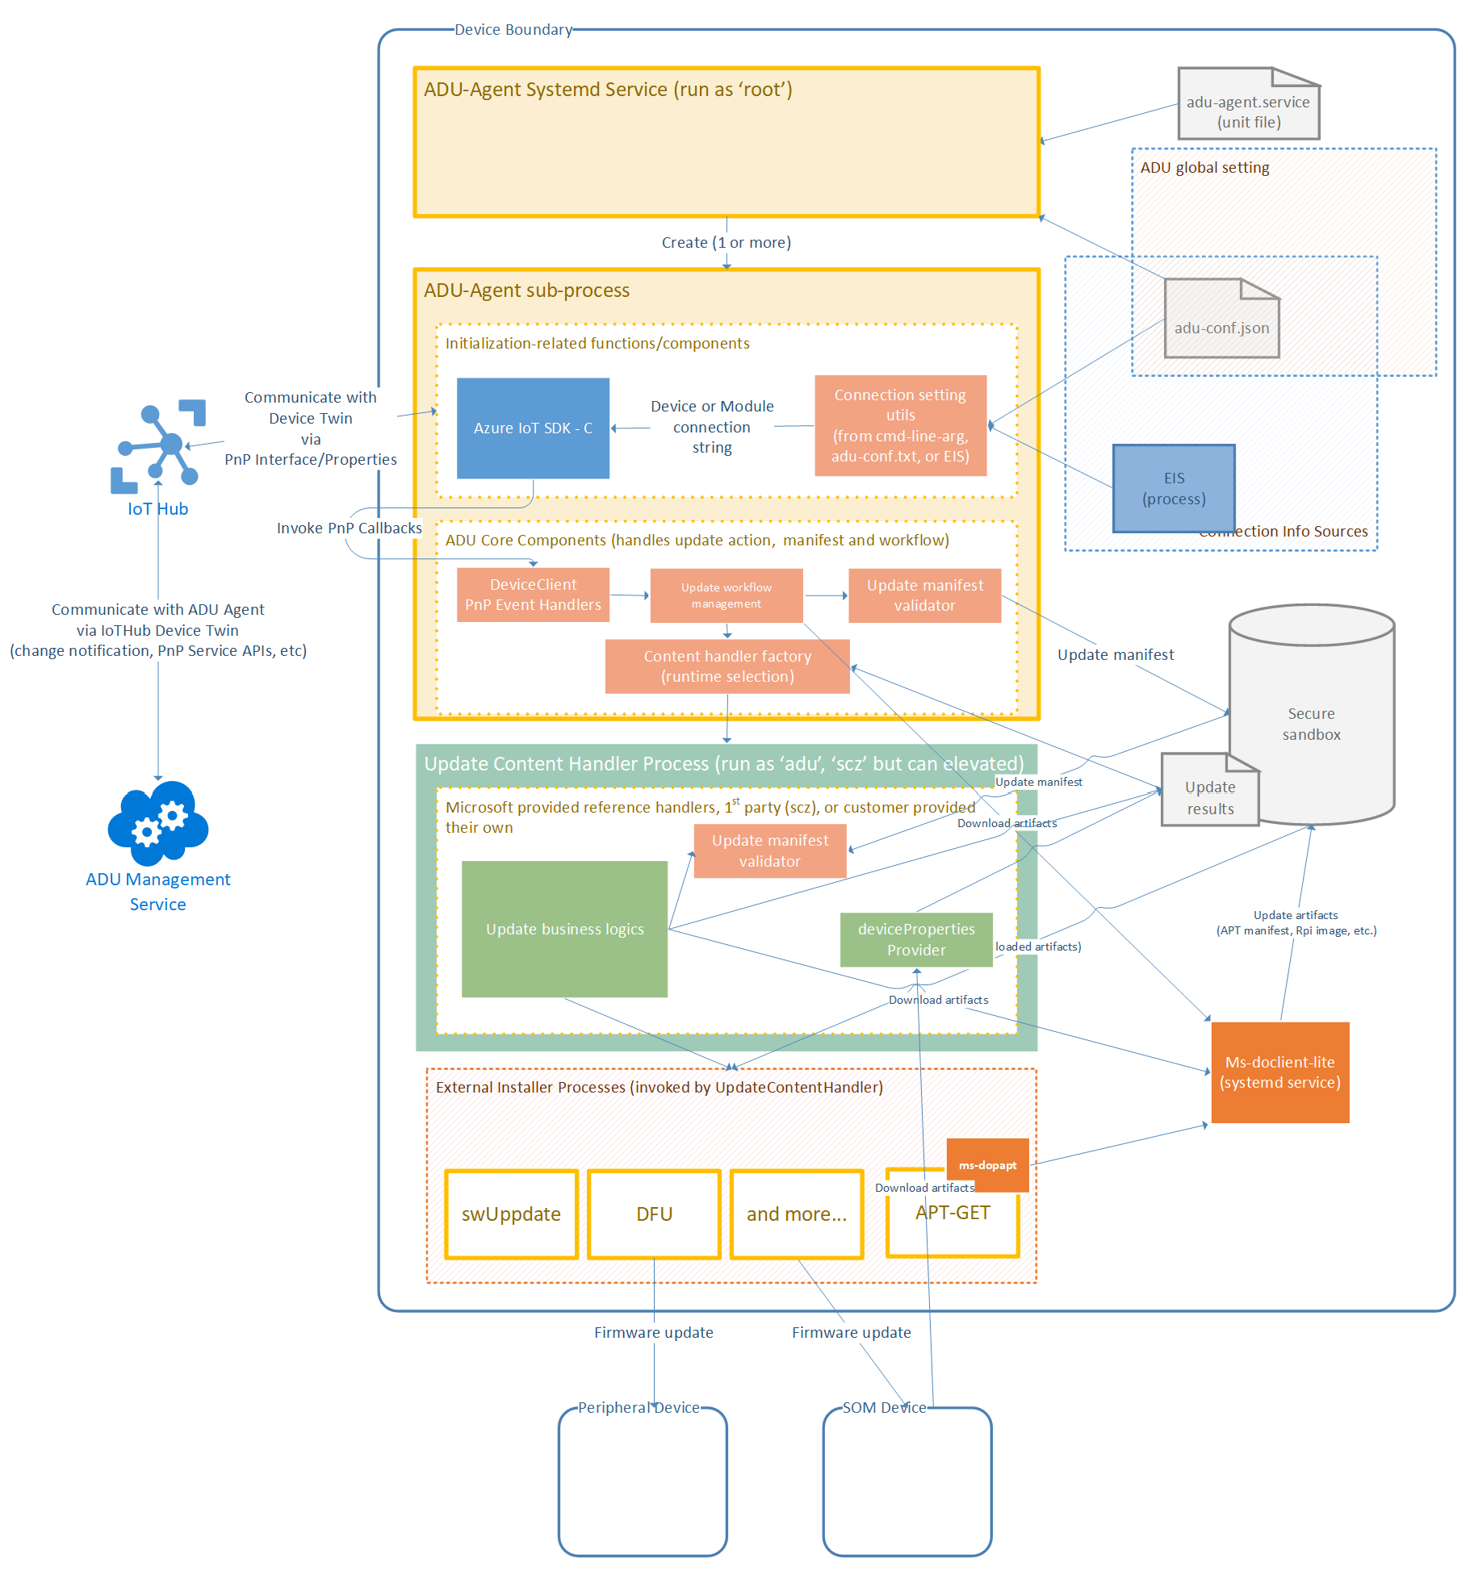 Device Boundary
ADU-Agent Systemd Service (run as ‘root’)
adu-agent.service
(unit file)
ADU global setting
Create (1 or more)
ADU-Agent sub-process
adu-conf.json
Initialization-related functions/components
Communicate with
Device Twin
via
PnP Interface/Properties
Azure IoT SDK - C
Device or Module
connection
string
Connection setting
utils
(from cmd-line-arg,
adu-conf.txt, or EIS)
EIS
(process)
Connection Info Sources
IoT Hub
Invoke PnP Callbacks
ADU Core Components (handles update action, manifest and workflow)
DeviceClient
PnP Event Handlers
Update workflow
management
Update manifest
validator
Communicate with ADU Agent
via IoTHub Device Twin
(change notification, PnP Service APIs, etc)
Content handler factory
(runtime selection)
Update manifest
Secure
sandbox
Update
results
Update Content Handler Process (run as ‘adu’, ‘scz’ but can elevated)
Update manifest
Microsoft provided reference handlers, 1st party (scz), or customer provided
their own
Download artifacts
Update manifest
validator
ADU Management
Service
Update business logics
deviceProperties
Provider
loaded artifacts)
Update artifacts
(APT manifest, Rpi image, etc.)
Download artifacts
Ms-doclient-lite
(systemd service)
External Installer Processes (invoked by UpdateContentHandler)
ms-dopapt
Download artifacts
swUppdate
DFU
and more...
APT-GET
Firmware update
Firmware update
Peripheral Device
SOM Device